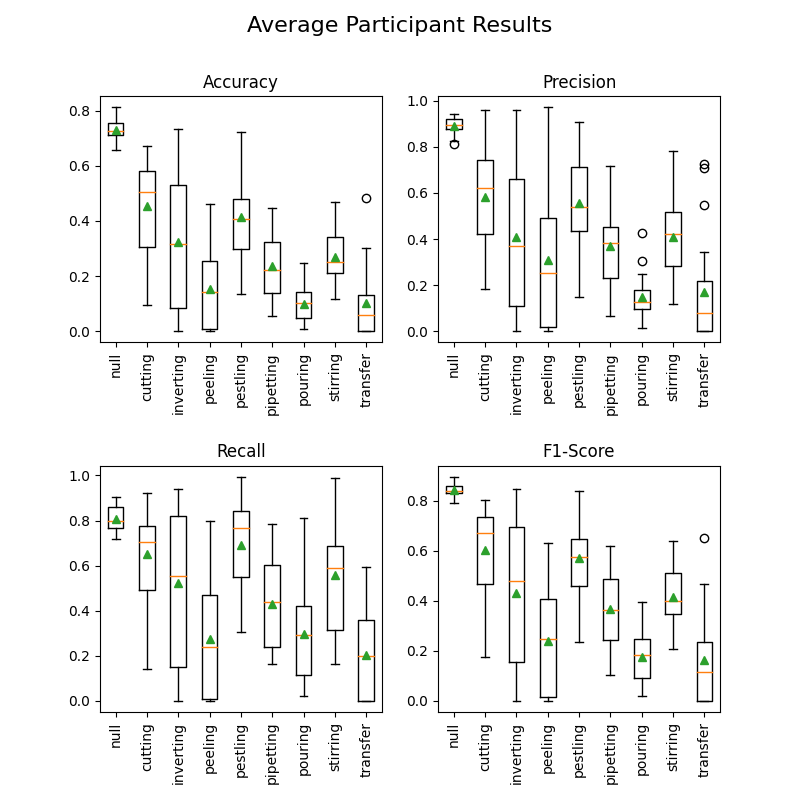 Average Participant Results
Accuracy
0.8
0.6
0.4
0.2
0.0
null
cutting
inverting
peeling
pestling
pipetting
pouring
stirring
transfer
Precision
1.0
0.8
0.6
0.4
0.2
0.0
null
cutting
inverting
peeling
pestling
pipetting
pouring
stirring
transfer
Recall
1.0
0.8
0.6
0.4
0.2
0.0
null
cutting
inverting
peeling
pestling
pipetting
pouring
stirring
transfer
F1-Score
0.8
0.6
0.4
0.2
0.0
null
cutting
inverting
peeling
pestling
pipetting
pouring
stirring
transfer